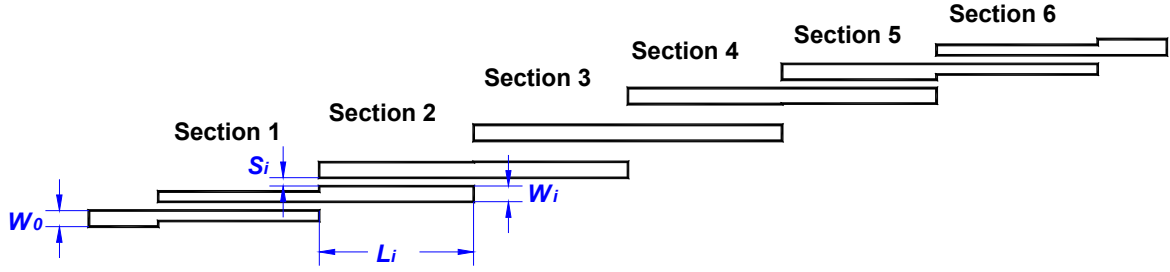 Section 6
Section 5
Section 4
Section 3
Section 2
Section 1
Si
Wi
W0
Li